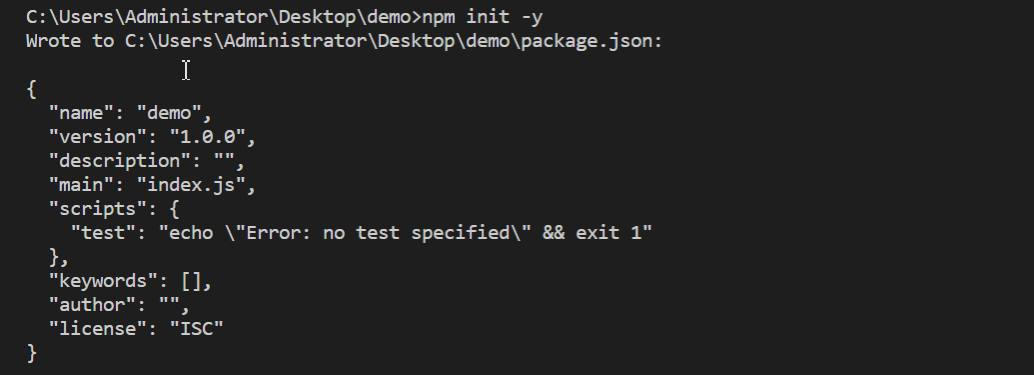 C:\Users\Administrator\Desktop\demo>npm init -y
Wrote to C:\Users\Administrator\Desktop\demo\package.json:

{
  "name": "demo",
  "version": "1.0.0",
  "description": "",
  "main": "index.js",
  "scripts": {
    "test": "echo \"Error: no test specified\" && exit 1"
  },
  "keywords": [],
  "author": "",
  "license": "ISC"
}